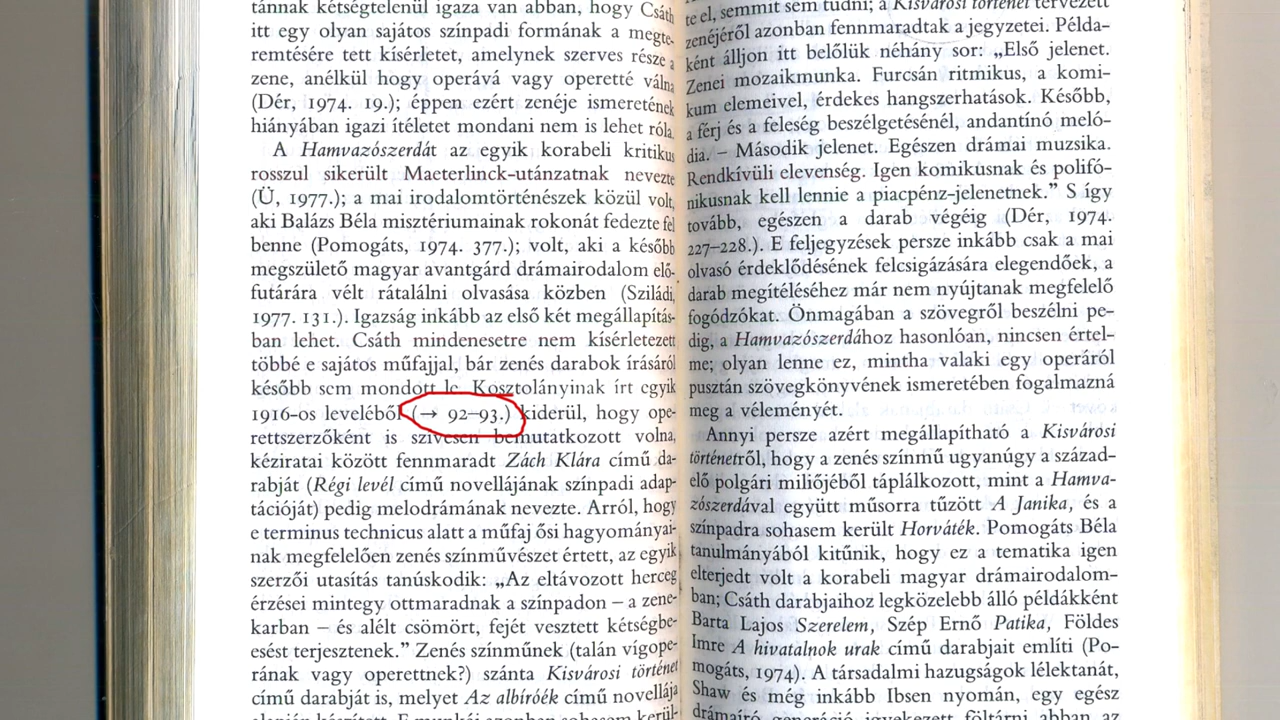 tánnak kétségtelenül igaza van abban, hogy Csáth
itt egy olyan sajátos színpadi formának a megte-
remtésére tett kísérletet, amelynek szerves része a
zene, anélkül hogy operává vagy operetté válna
(Dér, 1974. 19.); éppen ezért zenéje ismeretének
hiányában igazi ítéletet mondani nem is lehet róla.
A Hamvazószerdát az egyik korabeli kritikus
rosszul sikerült Maeterlinck-utánzatnak nevezte
(Ü, 1977.); a mai irodalomtörténészek közül volt,
aki Balázs Béla misztériumainak rokonát fedezte fel
benne (Pomogáts, 1974. 377.); volt, aki a később
megszülető magyar avantgárd drámairodalom elő-
futárára vélt rátalálni olvasása közben (Sziládi,
1977. 131.). Igazság inkább az első két megállapítás-
ban lehet. Csáth mindenesetre nem kísérletezett
többé e sajátos műfajjal, bár zenés darabok írásáról
később sem mondott le. Kosztolányinak írt egyik
1916-os leveléből (→ 92–93.) kiderül, hogy ope-
rettszerzőként is szívesen bemutatkozott volna,
kéziratai között fennmaradt Zách Klára című da-
rabját (Régi levél című novellájának színpadi adap-
tációját) pedig melodrámának nevezte. Arról, hogy
e terminus technicus alatt a műfaj ősi hagyományai-
nak megfelelően zenés színművészet értett, az egyik
szerzői utasítás tanúskodik: „Az eltávozott herceg
érzései mintegy ottmaradnak a színpadon – a zene-
karban – és alélt csömört, fejét vesztett kétségbe-
esést terjesztenek.” Zenés színműnek (talán vígope-
rának vagy operettnek?) szánta Kisvárosi történet
című darabját is, melyet Az albíróék című novellája
te el, semmit sem tudni; a Kisvárosi történet tervezett
zenéjéről azonban fennmaradtak a jegyzetei. Példa-
ként álljon itt belőlük néhány sor: „Első jelenet.
Zenei mozaikmunka. Furcsán ritmikus, a komi-
kum elemeivel, érdekes hangszerhatások. Később,
a férj és a feleség beszélgetésénél, andantínó meló-
dia. – Második jelenet. Egészen drámai muzsika.
Rendkívüli elevenség. Igen komikusnak és polifó-
nikusnak kell lennie a piacpénz-jelenetnek.” S így
tovább, egészen a darab végéig (Dér, 1974.
227–228.). E feljegyzések persze inkább csak a mai
olvasó érdeklődésének felcsigázására elegendőek, a
darab megítéléséhez már nem nyújtanak megfelelő
fogódzókat. Önmagában a szövegről beszélni pe-
dig, a Hamvazószerdához hasonlóan, nincsen értel-
me; olyan lenne ez, mintha valaki egy operáról
pusztán szövegkönyvének ismeretében fogalmazná
meg a véleményét.
Annyi persze azért megállapítható a Kisvárosi
történetről, hogy a zenés színmű ugyanúgy a század-
elő polgári miliőjéből táplálkozott, mint a Hamva-
zószerdával együtt műsorra tűzött A Janika, és a
színpadra sohasem került Horváték. Pomogáts Béla
tanulmányából kitűnik, hogy ez a tematika igen
elterjedt volt a korabeli magyar drámairodalom-
ban; Csáth darabjaihoz legközelebb álló példákként
Barta Lajos Szerelem, Szép Ernő Patika, Földes
Imre A hivatalnok urak című darabjait említi (Po-
mogáts, 1974). A társadalmi hazugságok lélektanát,
Shaw és még inkább Ibsen nyomán, egy egész